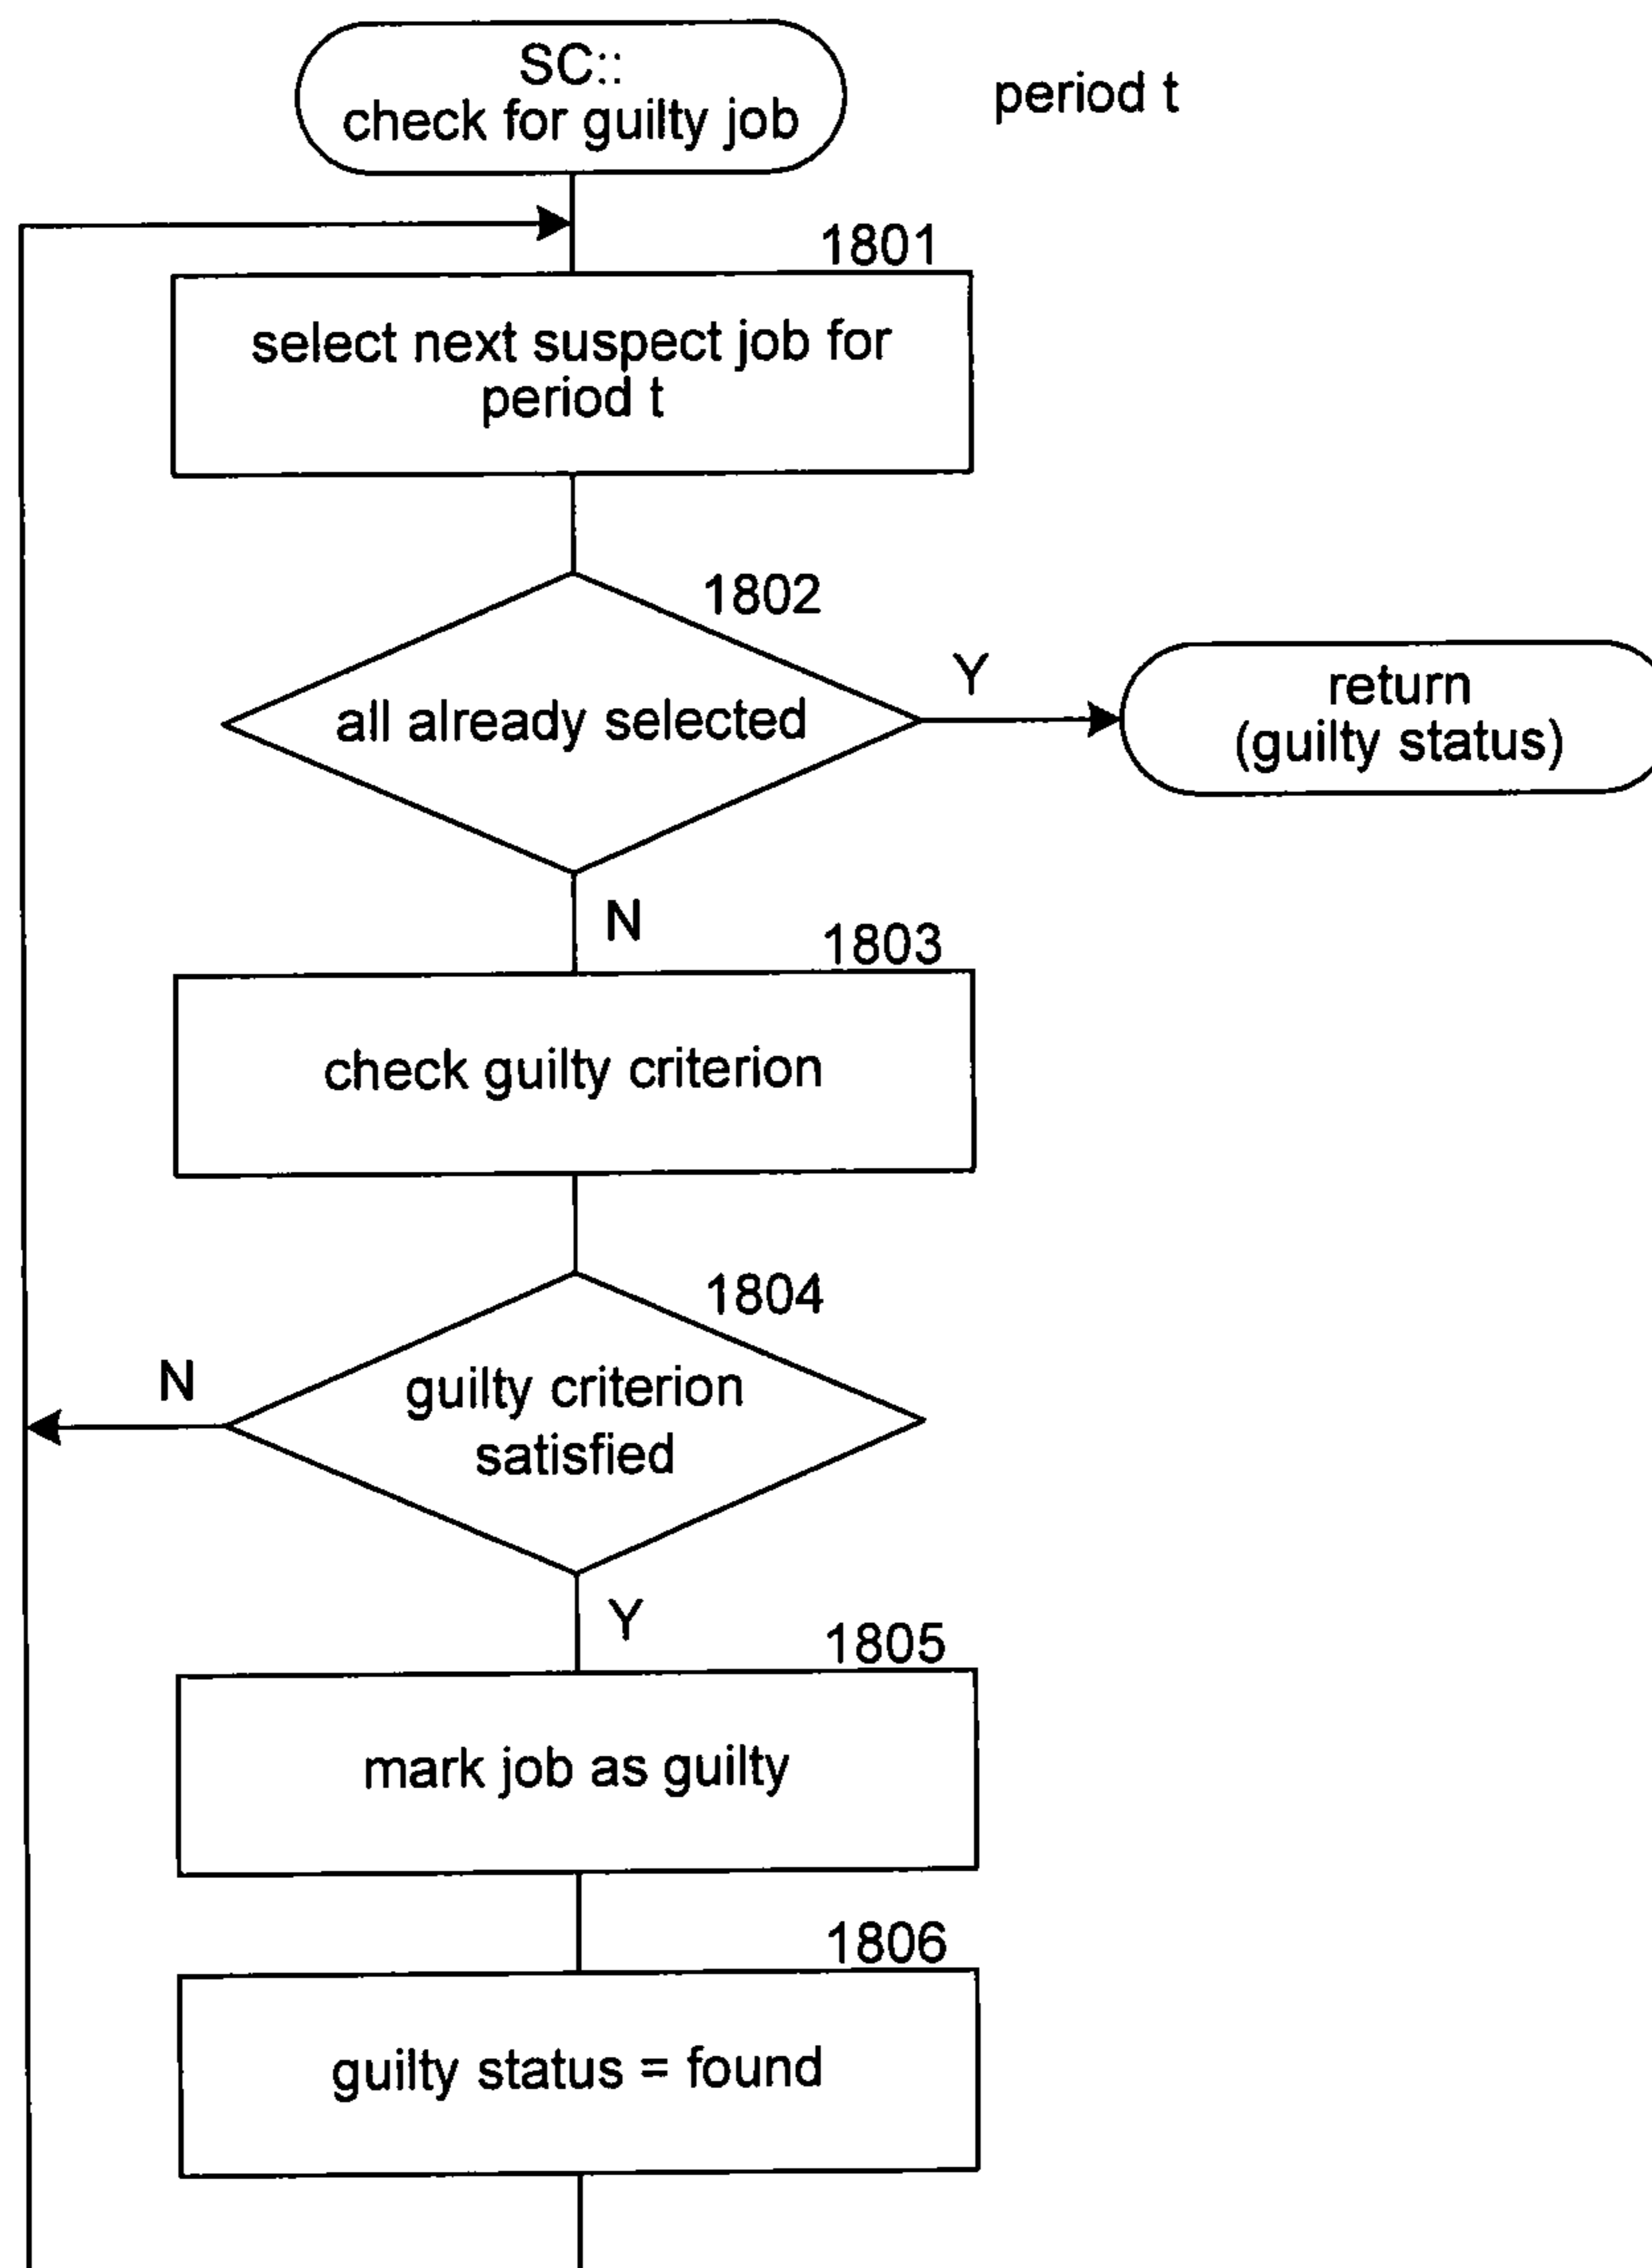 SC::
check for guilty job
period t
1801
select next suspect job for
period t
1802
all already selected
Y
return
(guilty status)
N
1803
check guilty criterion
1804
N
guilty criterion
satisfied
Y
1805
mark job as guilty
1806
guilty status = found